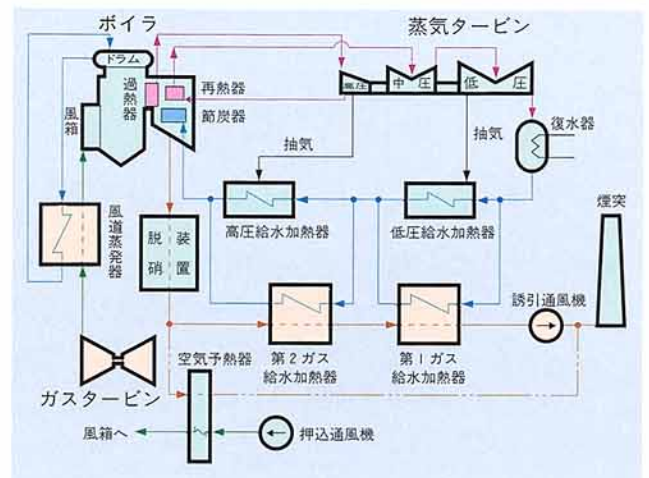 ボイラ
蒸気タービン
ドラム
過熱器
再熱器
節炭器
風箱
高圧
中圧
低圧
抽気
抽気
復水器
煙突
風道蒸発器
脱硝装置
高圧給水加熱器
低圧給水加熱器
誘引通風機
第2ガス
給水加熱器
第1ガス
給水加熱器
ガスタービン
空気予熱器
風箱へ
押込通風機